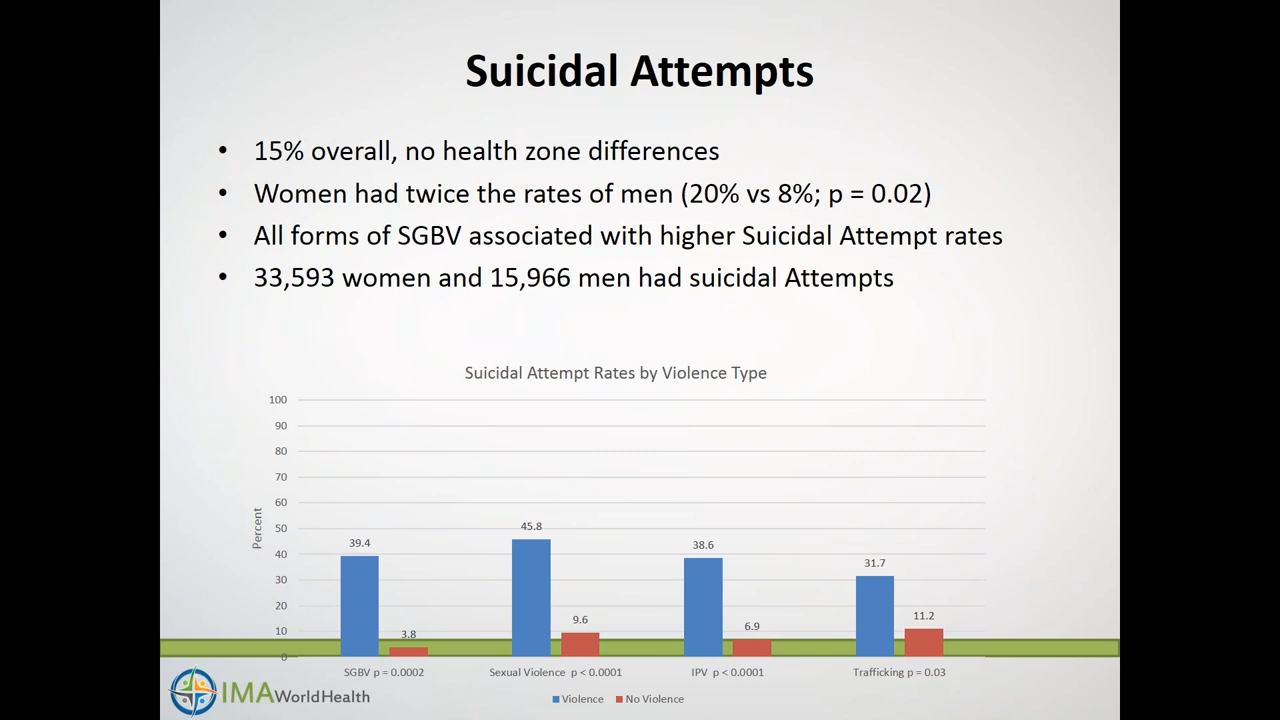 Suicidal Attempts
• 15% overall, no health zone differences
• Women had twice the rates of men (20% vs 8%; p = 0.02)
• All forms of SGBV associated with higher Suicidal Attempt rates
• 33,593 women and 15,966 men had suicidal Attempts
Suicidal Attempt Rates by Violence Type
Percent
100
90
80
70
60
50
40
30
20
10
0
39.4
3.8
45.8
9.6
38.6
6.9
31.7
11.2
SGBV p = 0.0002
Sexual Violence p < 0.0001
IPV p < 0.0001
Trafficking p = 0.03
Violence
No Violence
IMAWorldHealth